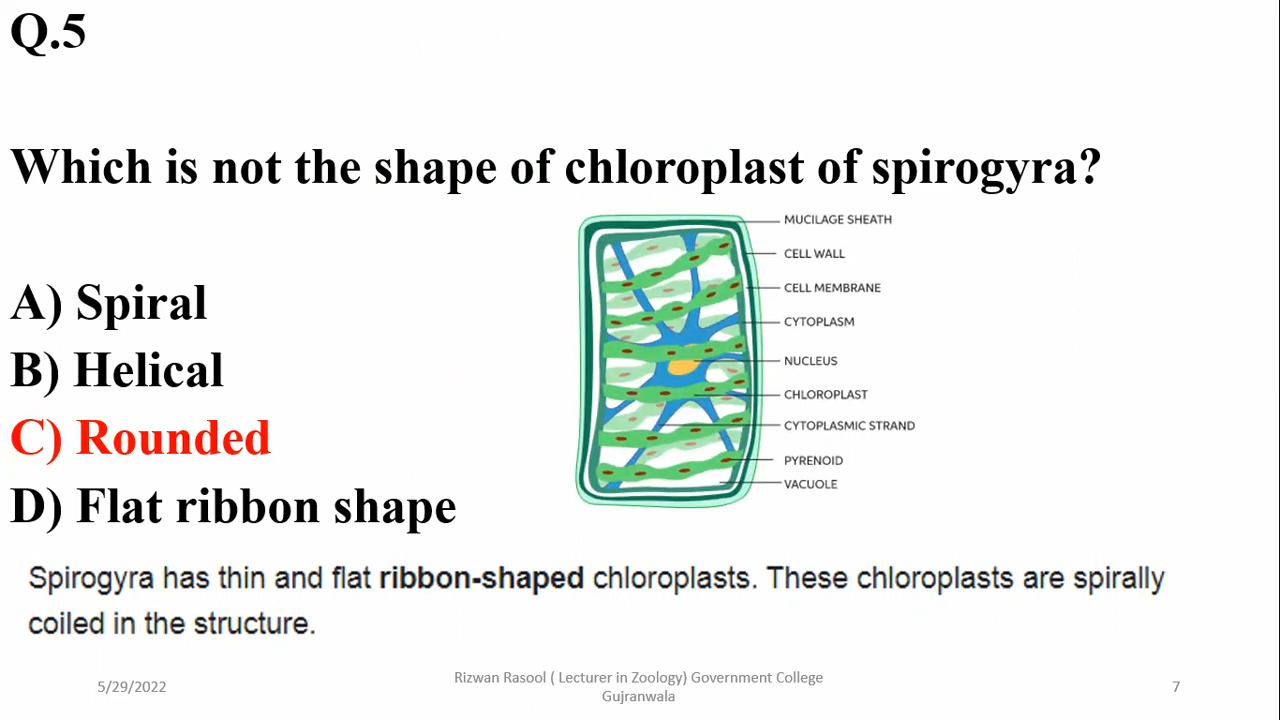 Q.5
Which is not the shape of chloroplast of spirogyra?
A) Spiral
B) Helical
C) Rounded
D) Flat ribbon shape
MUCILAGE SHEATH
CELL WALL
CELL MEMBRANE
CYTOPLASM
NUCLEUS
CHLOROPLAST
CYTOPLASMIC STRAND
PYRENOID
VACUOLE
Spirogyra has thin and flat ribbon-shaped chloroplasts. These chloroplasts are spirally
coiled in the structure.
5/29/2022
Rizwan Rasool ( Lecturer in Zoology) Government College
Gujranwala
7